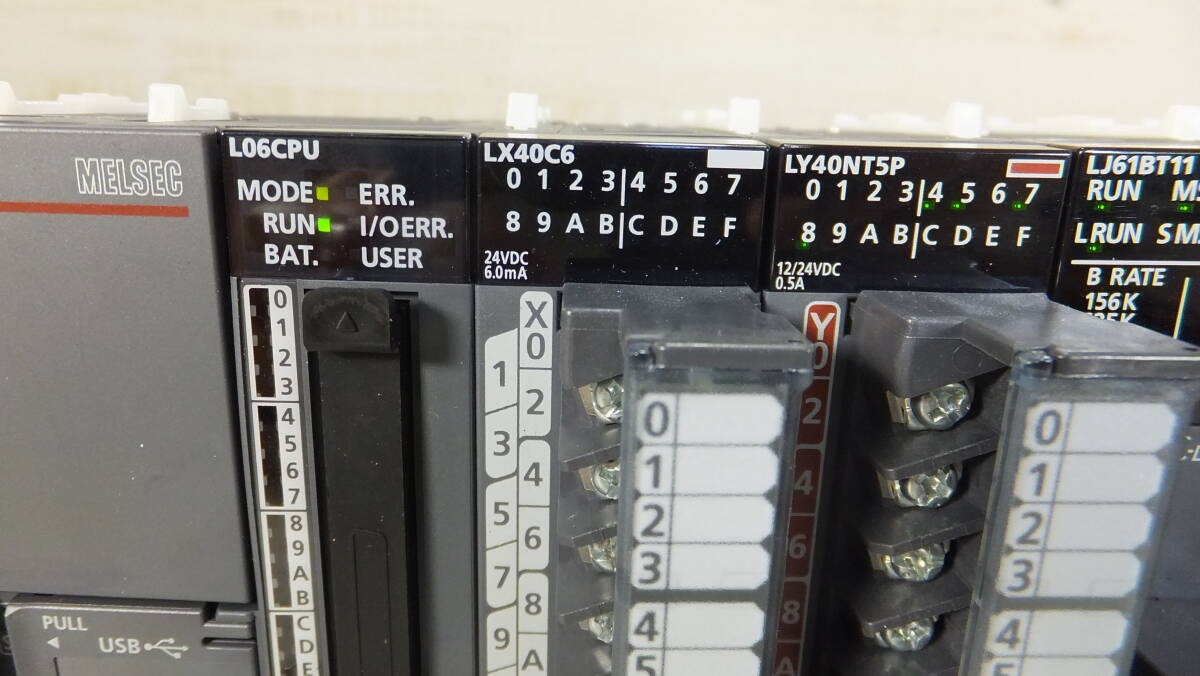 MELSEC
L06CPU
MODE ERR.
RUN I/OERR.
BAT. USER
0
1
2
3
4
5
6
7
8
9
A
B
C
D
E
PULL
USB
LX40C6
0 1 2 3 4 5 6 7
8 9 A B C D E F
24VDC
6.0mA
X
0
1
2
3
4
5
6
7
8
9
A
0
1
2
3
4
5
LY40NT5P
0 1 2 3 4 5 6 7
8 9 A B C D E F
12/24VDC
0.5A
Y
0
2
4
6
8
A
0
1
2
3
4
5
LJ61BT11
RUN MS
LRUN SM
B RATE
156K